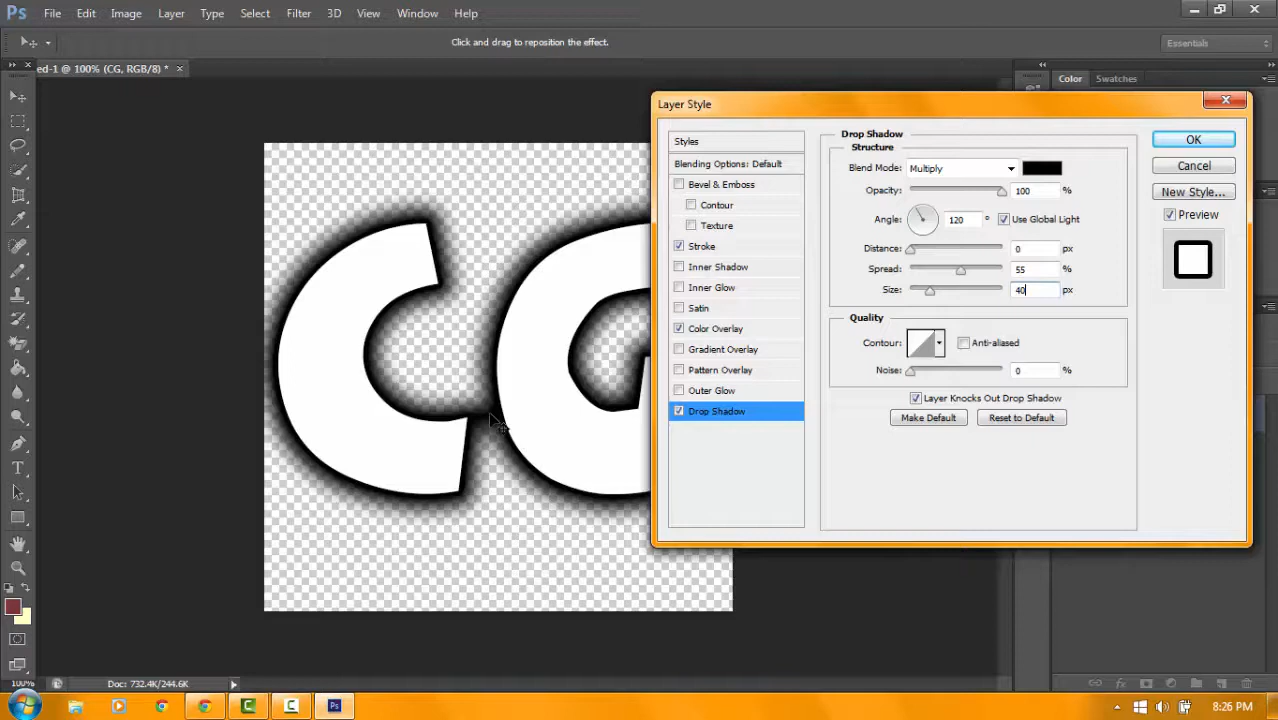 Ps File Edit Image Layer Type Select Filter 3D View Window Help
Click and drag to reposition the effect.
Essentials
ed-1 @ 100% (CG, RGB/8) * ×
Color Swatches
Layer Style
Styles
Blending Options: Default
Bevel & Emboss
Contour
Texture
Stroke
Inner Shadow
Inner Glow
Satin
Color Overlay
Gradient Overlay
Pattern Overlay
Outer Glow
Drop Shadow
Drop Shadow
Structure
Blend Mode: Multiply
Opacity: 100 %
Angle: 120 ° Use Global Light
Distance: 0 px
Spread: 55 %
Size: 40 px
Quality
Contour: Anti-aliased
Noise: 0 %
Layer Knocks Out Drop Shadow
Make Default Reset to Default
OK
Cancel
New Style...
Preview
CG
100% Doc: 732.4K/244.6K
Ps
8:26 PM